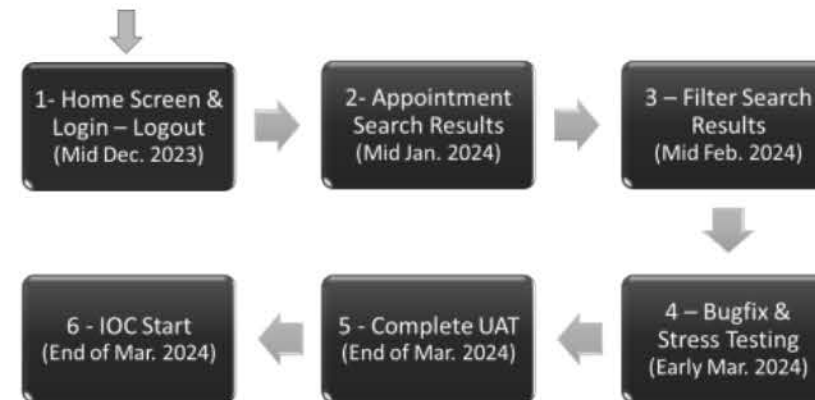 1- Home Screen &
Login – Logout
(Mid Dec. 2023)
2- Appointment
Search Results
(Mid Jan. 2024)
3 – Filter Search
Results
(Mid Feb. 2024)
4 – Bugfix &
Stress Testing
(Early Mar. 2024)
5 - Complete UAT
(End of Mar. 2024)
6 - IOC Start
(End of Mar. 2024)